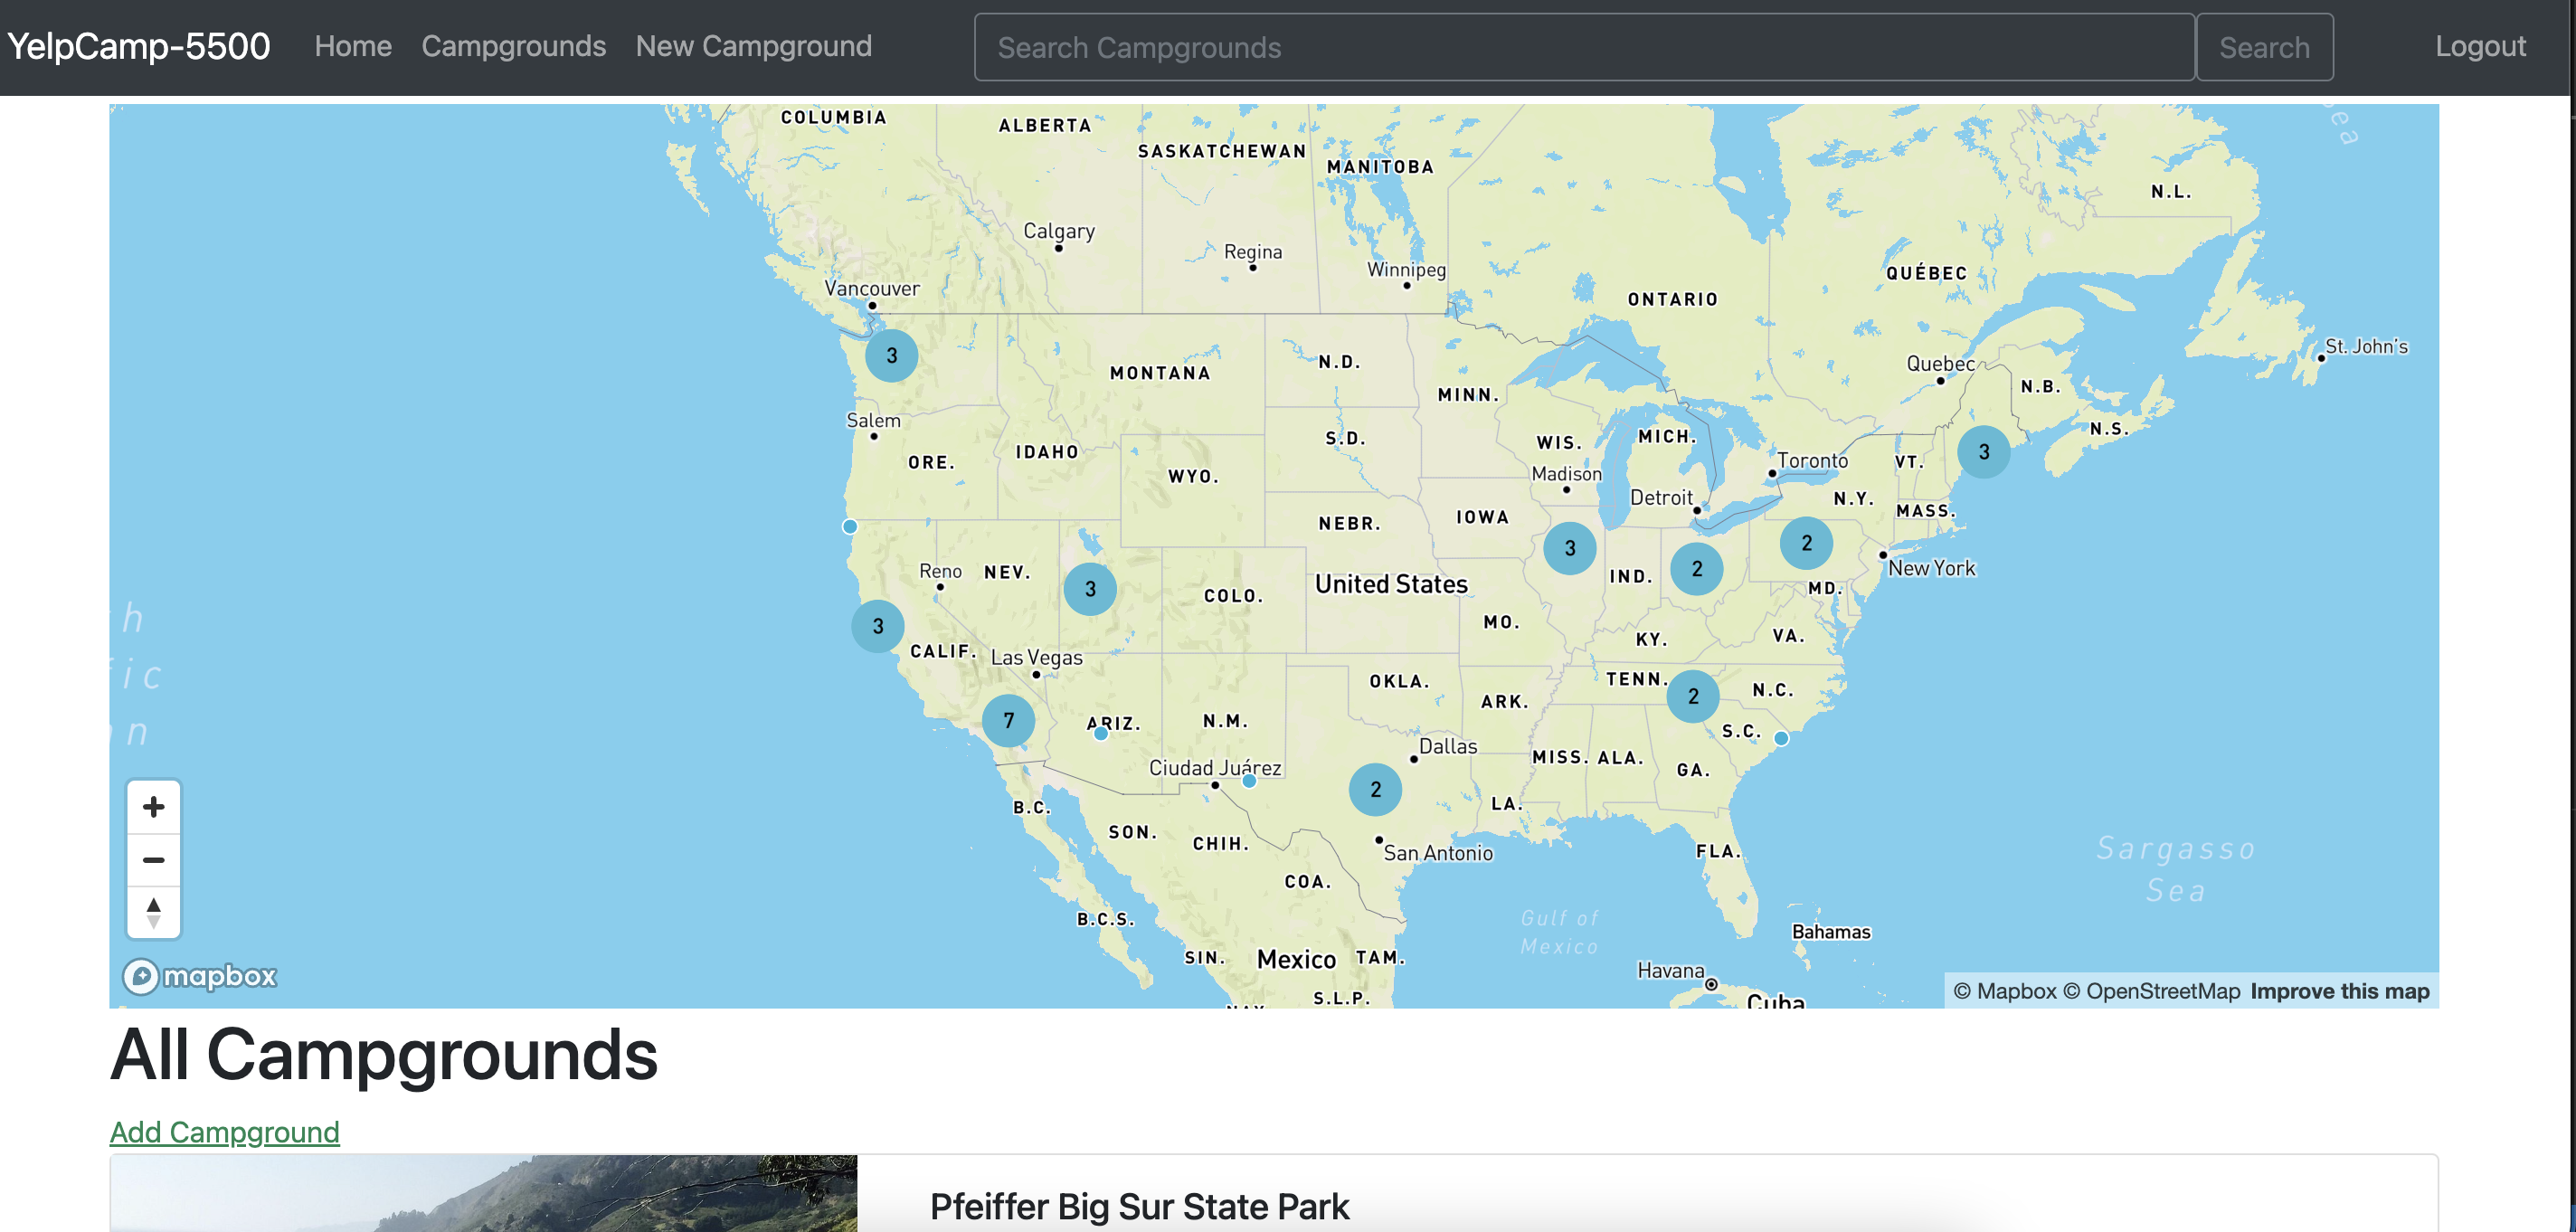 YelpCamp-5500 Home Campgrounds New Campground Search Campgrounds Search Logout
COLUMBIA
ALBERTA
SASKATCHEWAN
MANITOBA
N.L.
Calgary
Regina
Winnipeg
QUÉBEC
Vancouver
ONTARIO
St. John's
3
MONTANA
N.D.
Quebec
N.B.
MINN.
Salem
S.D.
WIS.
MICH.
N.S.
ORE.
IDAHO
3
Toronto
VT.
WYO.
Madison
Detroit
N.Y.
MASS.
NEBR.
IOWA
3
2
2
New York
Reno
NEV.
3
COLO.
United States
IND.
MD.
3
MO.
KY.
VA.
CALIF.
Las Vegas
OKLA.
TENN.
2
N.C.
ARK.
7
ARIZ.
N.M.
S.C.
Dallas
MISS.
ALA.
GA.
Ciudad Juárez
2
LA.
B.C.
SON.
CHIH.
San Antonio
FLA.
Sargasso
Sea
COA.
B.C.S.
Gulf of
Mexico
Bahamas
SIN.
Mexico
TAM.
Havana
S.L.P.
Cuba
mapbox
© Mapbox © OpenStreetMap Improve this map
All Campgrounds
Add Campground
Pfeiffer Big Sur State Park